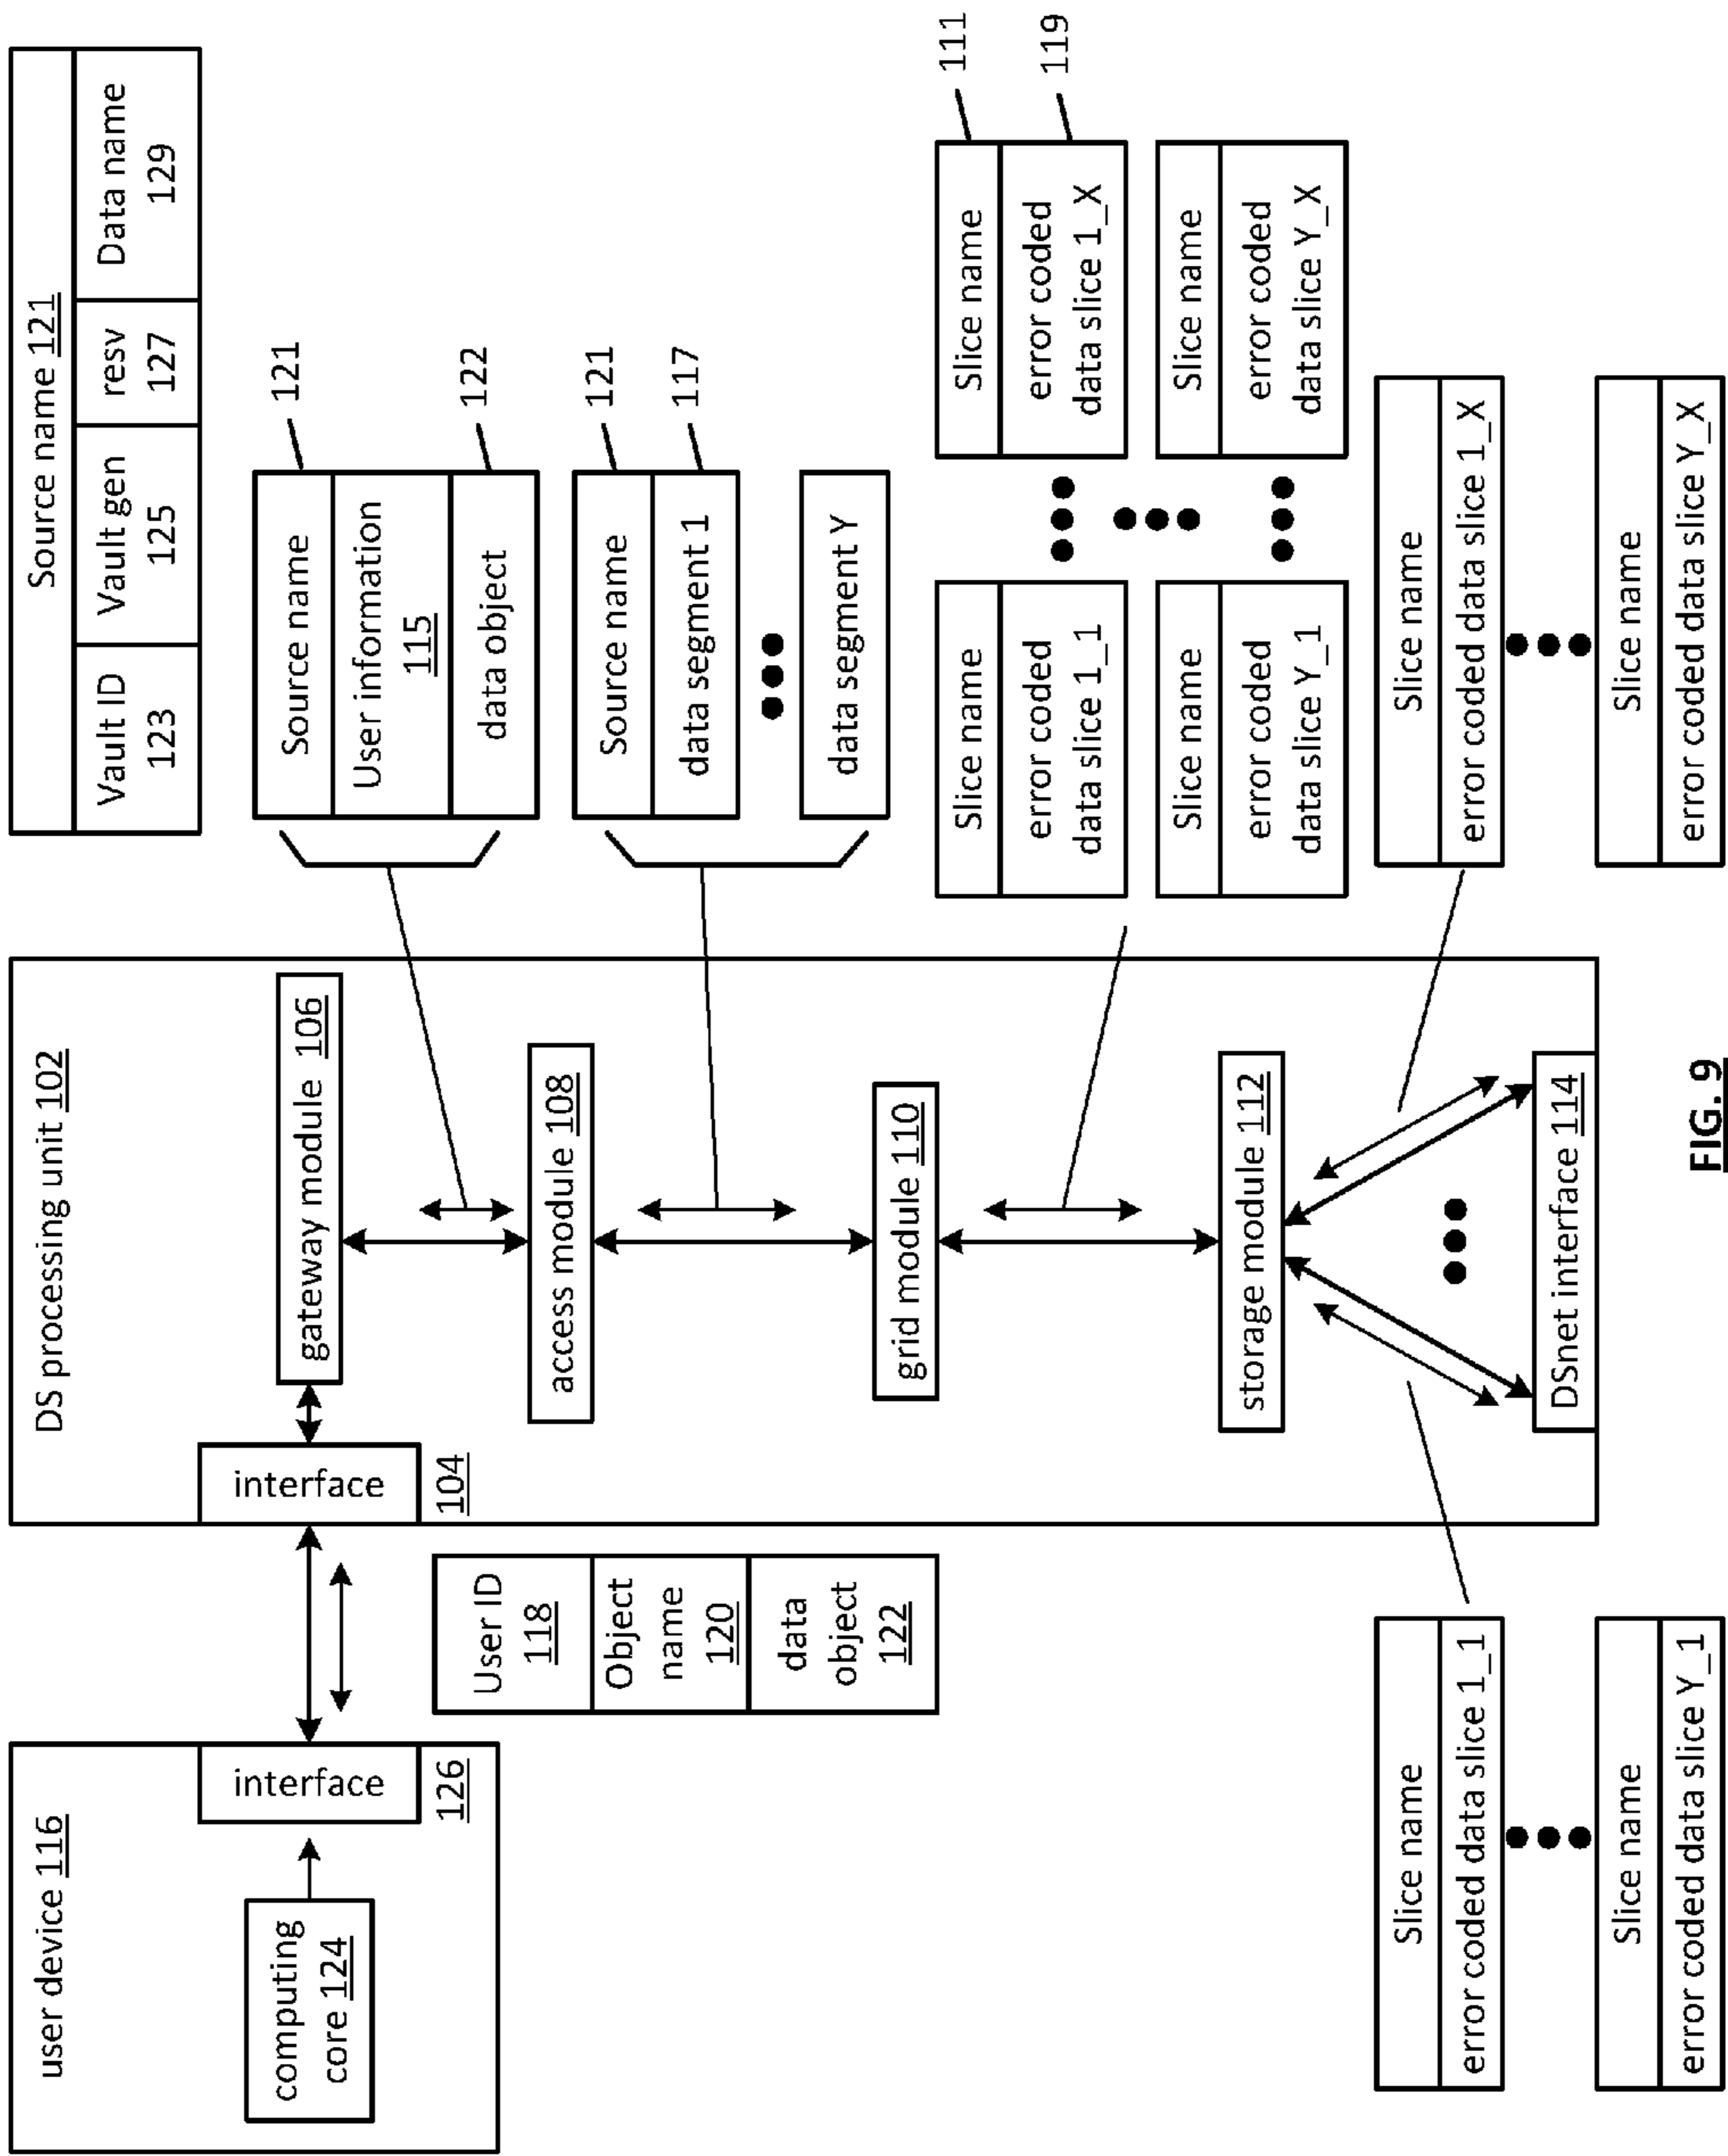 user device 116
computing
core 124
interface
126
User ID
118
Object
name
120
data
object
122
DS processing unit 102
interface
104
gateway module 106
access module 108
grid module 110
storage module 112
DSnet interface 114
Source name 121
Vault ID
123
Vault gen
125
resv
127
Data name
129
Source name
User information
115
data object
121
122
Source name
data segment 1
data segment Y
121
117
Slice name
error coded
data slice 1_1
Slice name
error coded
data slice 1_X
111
119
Slice name
error coded
data slice Y_1
Slice name
error coded
data slice Y_X
Slice name
error coded data slice 1_1
Slice name
error coded data slice Y_1
Slice name
error coded data slice 1_X
Slice name
error coded data slice Y_X
FIG. 9